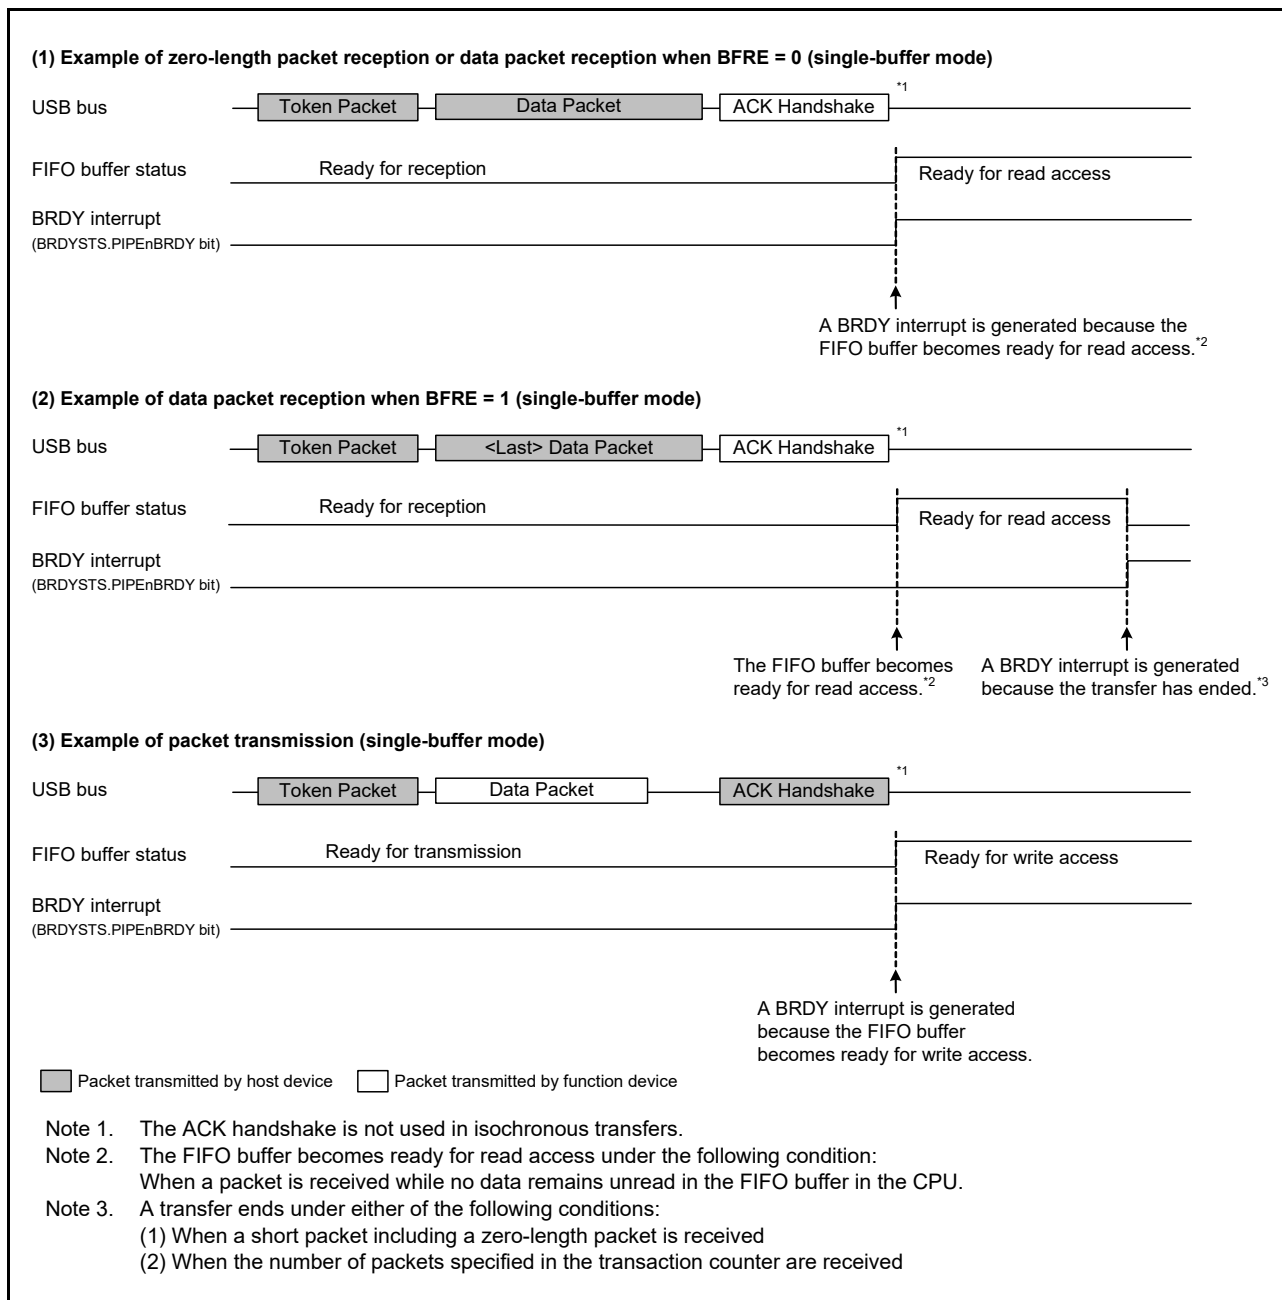 (1) Example of zero-length packet reception or data packet reception when BFRE = 0 (single-buffer mode)
USB bus
Token Packet
Data Packet
ACK Handshake
*1
FIFO buffer status
Ready for reception
Ready for read access
BRDY interrupt
(BRDYSTS.PIPEnBRDY bit)
A BRDY interrupt is generated because the
FIFO buffer becomes ready for read access.*2
(2) Example of data packet reception when BFRE = 1 (single-buffer mode)
USB bus
Token Packet
<Last> Data Packet
ACK Handshake
*1
FIFO buffer status
Ready for reception
Ready for read access
BRDY interrupt
(BRDYSTS.PIPEnBRDY bit)
The FIFO buffer becomes
ready for read access.*2
A BRDY interrupt is generated
because the transfer has ended.*3
(3) Example of packet transmission (single-buffer mode)
USB bus
Token Packet
Data Packet
ACK Handshake
*1
FIFO buffer status
Ready for transmission
Ready for write access
BRDY interrupt
(BRDYSTS.PIPEnBRDY bit)
A BRDY interrupt is generated
because the FIFO buffer
becomes ready for write access.
Packet transmitted by host device
Packet transmitted by function device
Note 1. The ACK handshake is not used in isochronous transfers.
Note 2. The FIFO buffer becomes ready for read access under the following condition:
When a packet is received while no data remains unread in the FIFO buffer in the CPU.
Note 3. A transfer ends under either of the following conditions:
(1) When a short packet including a zero-length packet is received
(2) When the number of packets specified in the transaction counter are received